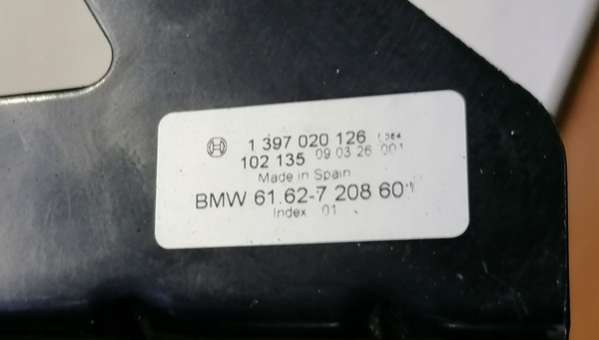 1 397 020 126
102 135 09.03.26 001
Made in Spain
BMW 61.62-7 208 601
Index 01